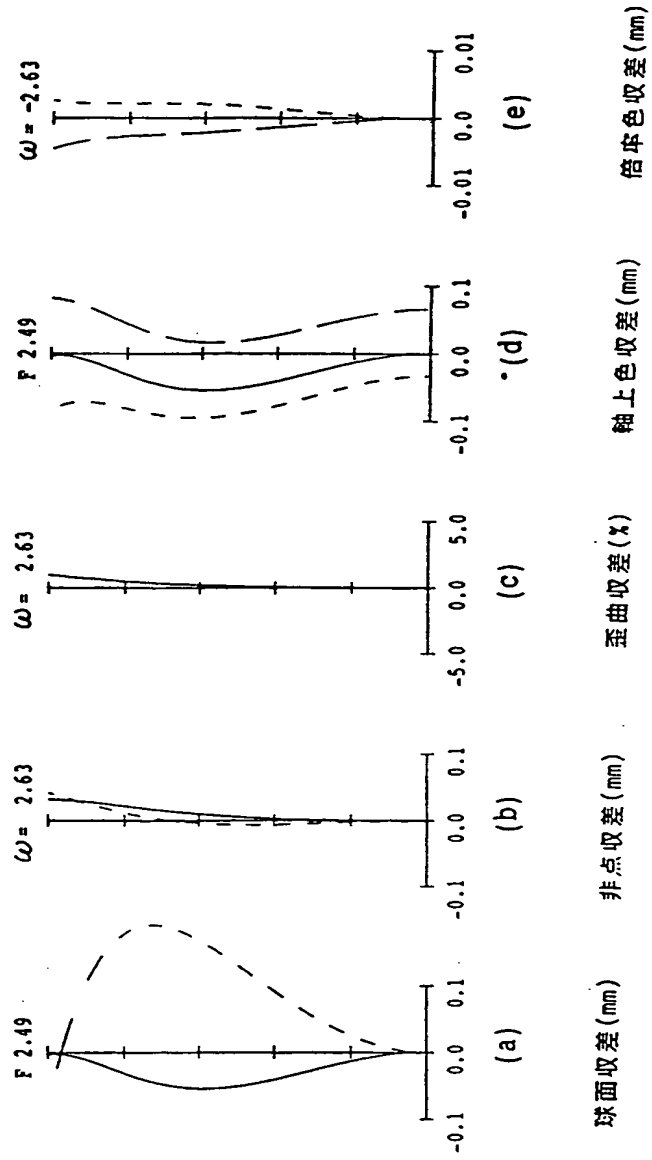 F 2.49
-0.1 0.0 0.1
(a)
球面収差(mm)
ω= 2.63
-0.1 0.0 0.1
(b)
非点収差(mm)
ω= 2.63
-5.0 0.0 5.0
(c)
歪曲収差(%)
F 2.49
-0.1 0.0 0.1
(d)
軸上色収差(mm)
ω= -2.63
-0.01 0.0 0.01
(e)
倍率色収差(mm)